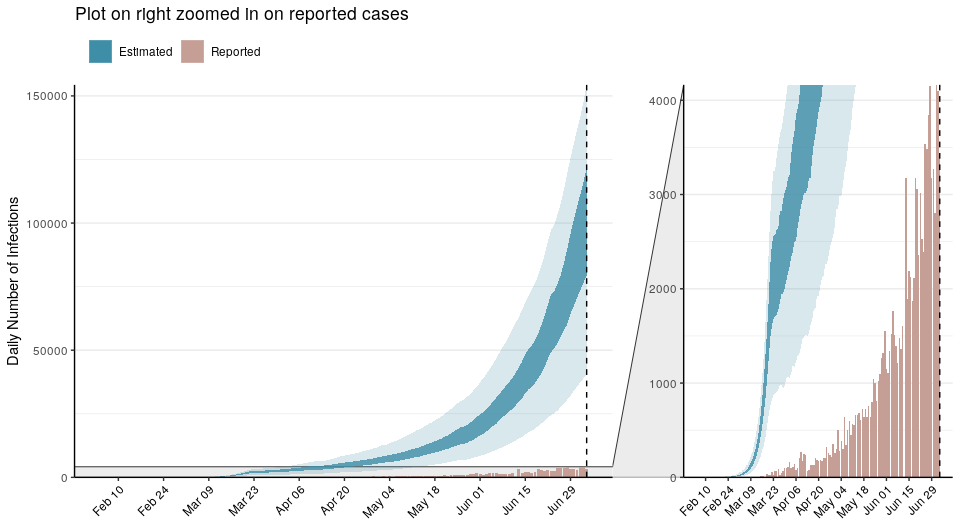 Plot on right zoomed in on reported cases
Estimated Reported
Daily Number of Infections
150000
100000
50000
0
Feb 10 Feb 24 Mar 09 Mar 23 Apr 06 Apr 20 May 04 May 18 Jun 01 Jun 15 Jun 29
4000
3000
2000
1000
0
Feb 10 Feb 24 Mar 09 Mar 23 Apr 06 Apr 20 May 04 May 18 Jun 01 Jun 15 Jun 29